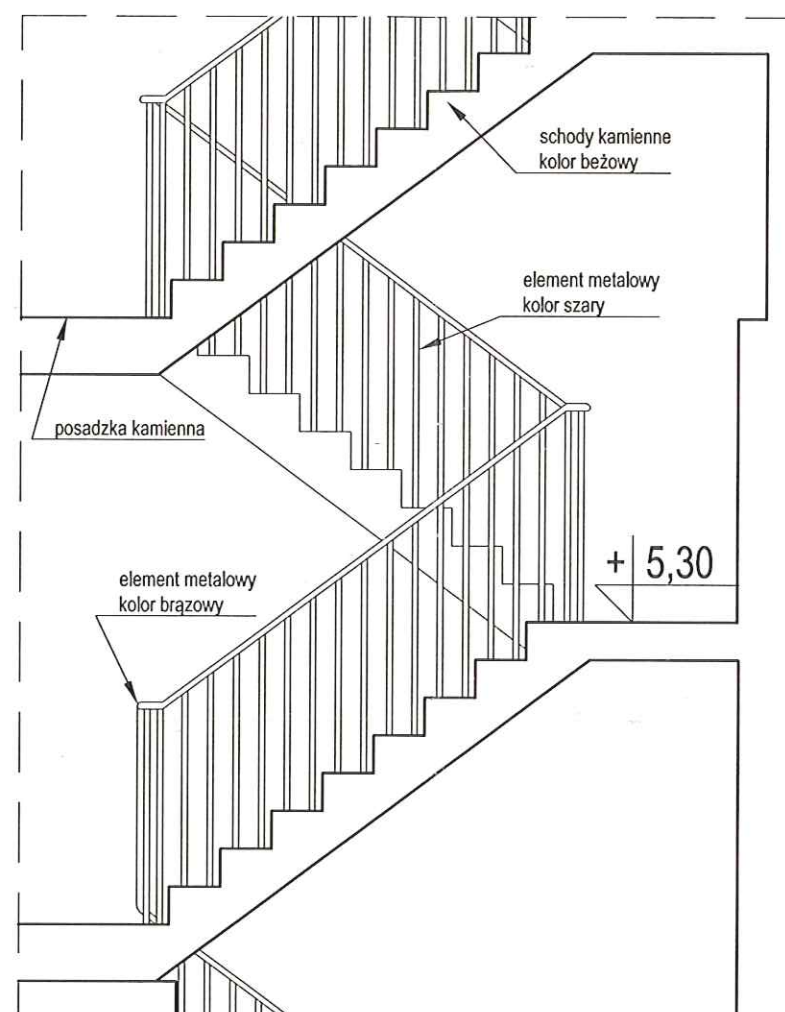 schody kamienne
kolor beżowy
element metalowy
kolor szary
posadzka kamienna
+ 5,30
element metalowy
kolor brązowy